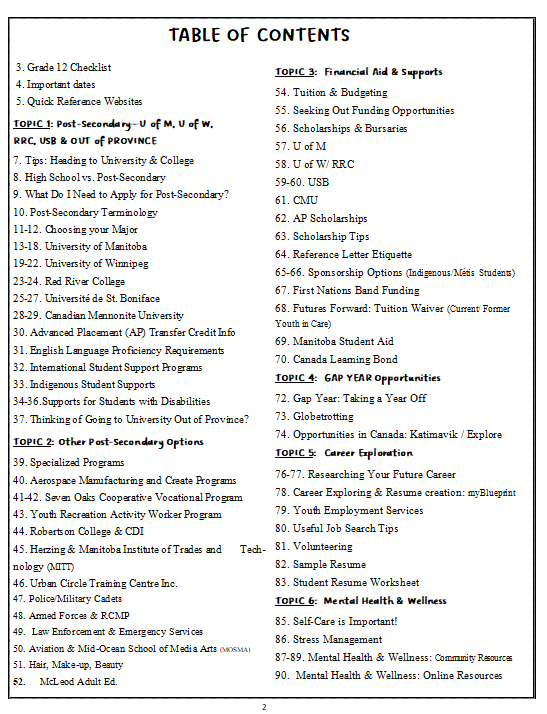 TABLE OF CONTENTS
3. Grade 12 Checklist
4. Important dates
5. Quick Reference Websites
TOPIC 1: Post-Secondary—U of M, U of W,
RRC, USB & OUT of PROVINCE
7. Tips: Heading to University & College
8. High School vs. Post-Secondary
9. What Do I Need to Apply for Post-Secondary?
10. Post-Secondary Terminology
11-12. Choosing your Major
13-18. University of Manitoba
19-22. University of Winnipeg
23-24. Red River College
25-27. Université de St. Boniface
28-29. Canadian Mennonite University
30. Advanced Placement (AP) Transfer Credit Info
31. English Language Proficiency Requirements
32. International Student Support Programs
33. Indigenous Student Supports
34-36.Supports for Students with Disabilities
37. Thinking of Going to University Out of Province?
TOPIC 2: Other Post-Secondary Options
39. Specialized Programs
40. Aerospace Manufacturing and Create Programs
41-42. Seven Oaks Cooperative Vocational Program
43. Youth Recreation Activity Worker Program
44. Robertson College & CDI
45. Herzing & Manitoba Institute of Trades and Tech-
nology (MITT)
46. Urban Circle Training Centre Inc.
47. Police/Military Cadets
48. Armed Forces & RCMP
49. Law Enforcement & Emergency Services
50. Aviation & Mid-Ocean School of Media Arts (MOSMA)
51. Hair, Make-up, Beauty
52. McLeod Adult Ed.
TOPIC 3: Financial Aid & Supports
54. Tuition & Budgeting
55. Seeking Out Funding Opportunities
56. Scholarships & Bursaries
57. U of M
58. U of W/ RRC
59-60. USB
61. CMU
62. AP Scholarships
63. Scholarship Tips
64. Reference Letter Etiquette
65-66. Sponsorship Options (Indigenous/Métis Students)
67. First Nations Band Funding
68. Futures Forward: Tuition Waiver (Current/ Former
Youth in Care)
69. Manitoba Student Aid
70. Canada Learning Bond
TOPIC 4: GAP YEAR Opportunities
72. Gap Year: Taking a Year Off
73. Globetrotting
74. Opportunities in Canada: Katimavik / Explore
TOPIC 5: Career Exploration
76-77. Researching Your Future Career
78. Career Exploring & Resume creation: myBlueprint
79. Youth Employment Services
80. Useful Job Search Tips
81. Volunteering
82. Sample Resume
83. Student Resume Worksheet
TOPIC 6: Mental Health & Wellness
85. Self-Care is Important!
86. Stress Management
87-89. Mental Health & Wellness: Community Resources
90. Mental Health & Wellness: Online Resources
2